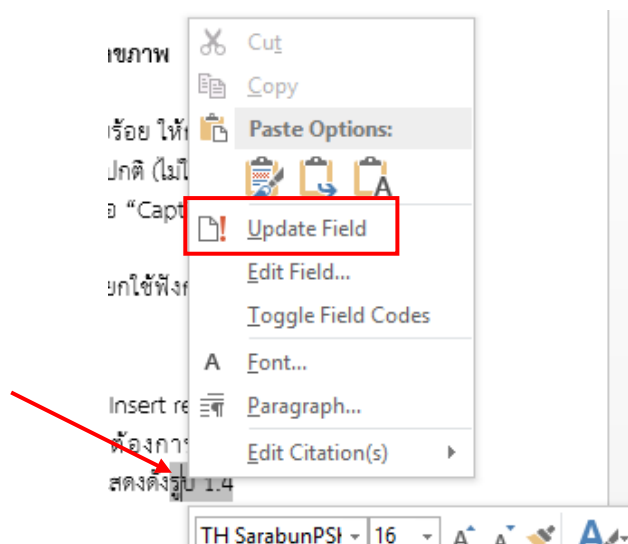 ขภาพ
Cut
Copy
ร้อย ให้
Paste Options:
ปกติ (ไม่
อ “Capt
Update Field
Edit Field...
ยกใช้ฟัง
Toggle Field Codes
Font...
Insert re
Paragraph...
ต้องการ
Edit Citation(s)
สดงดังรูป 1.4
TH SarabunPSK 16